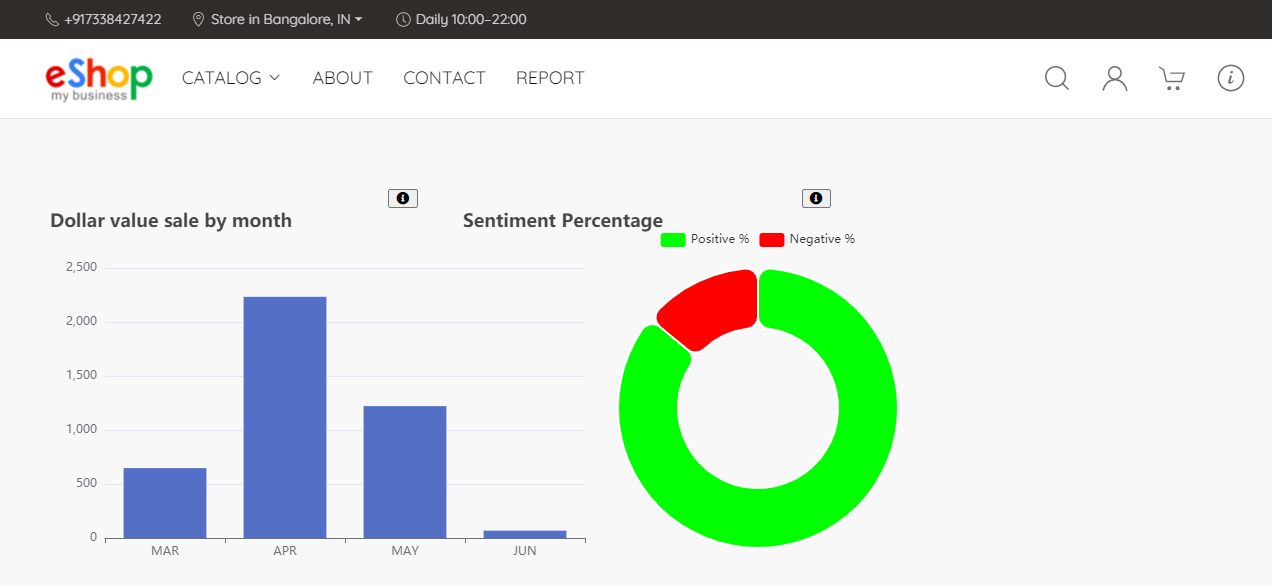 +917338427422 Store in Bangalore, IN Daily 10:00–22:00
eShop
my business
CATALOG ABOUT CONTACT REPORT
Dollar value sale by month
2,500
2,000
1,500
1,000
500
0
MAR APR MAY JUN
Sentiment Percentage
Positive % Negative %